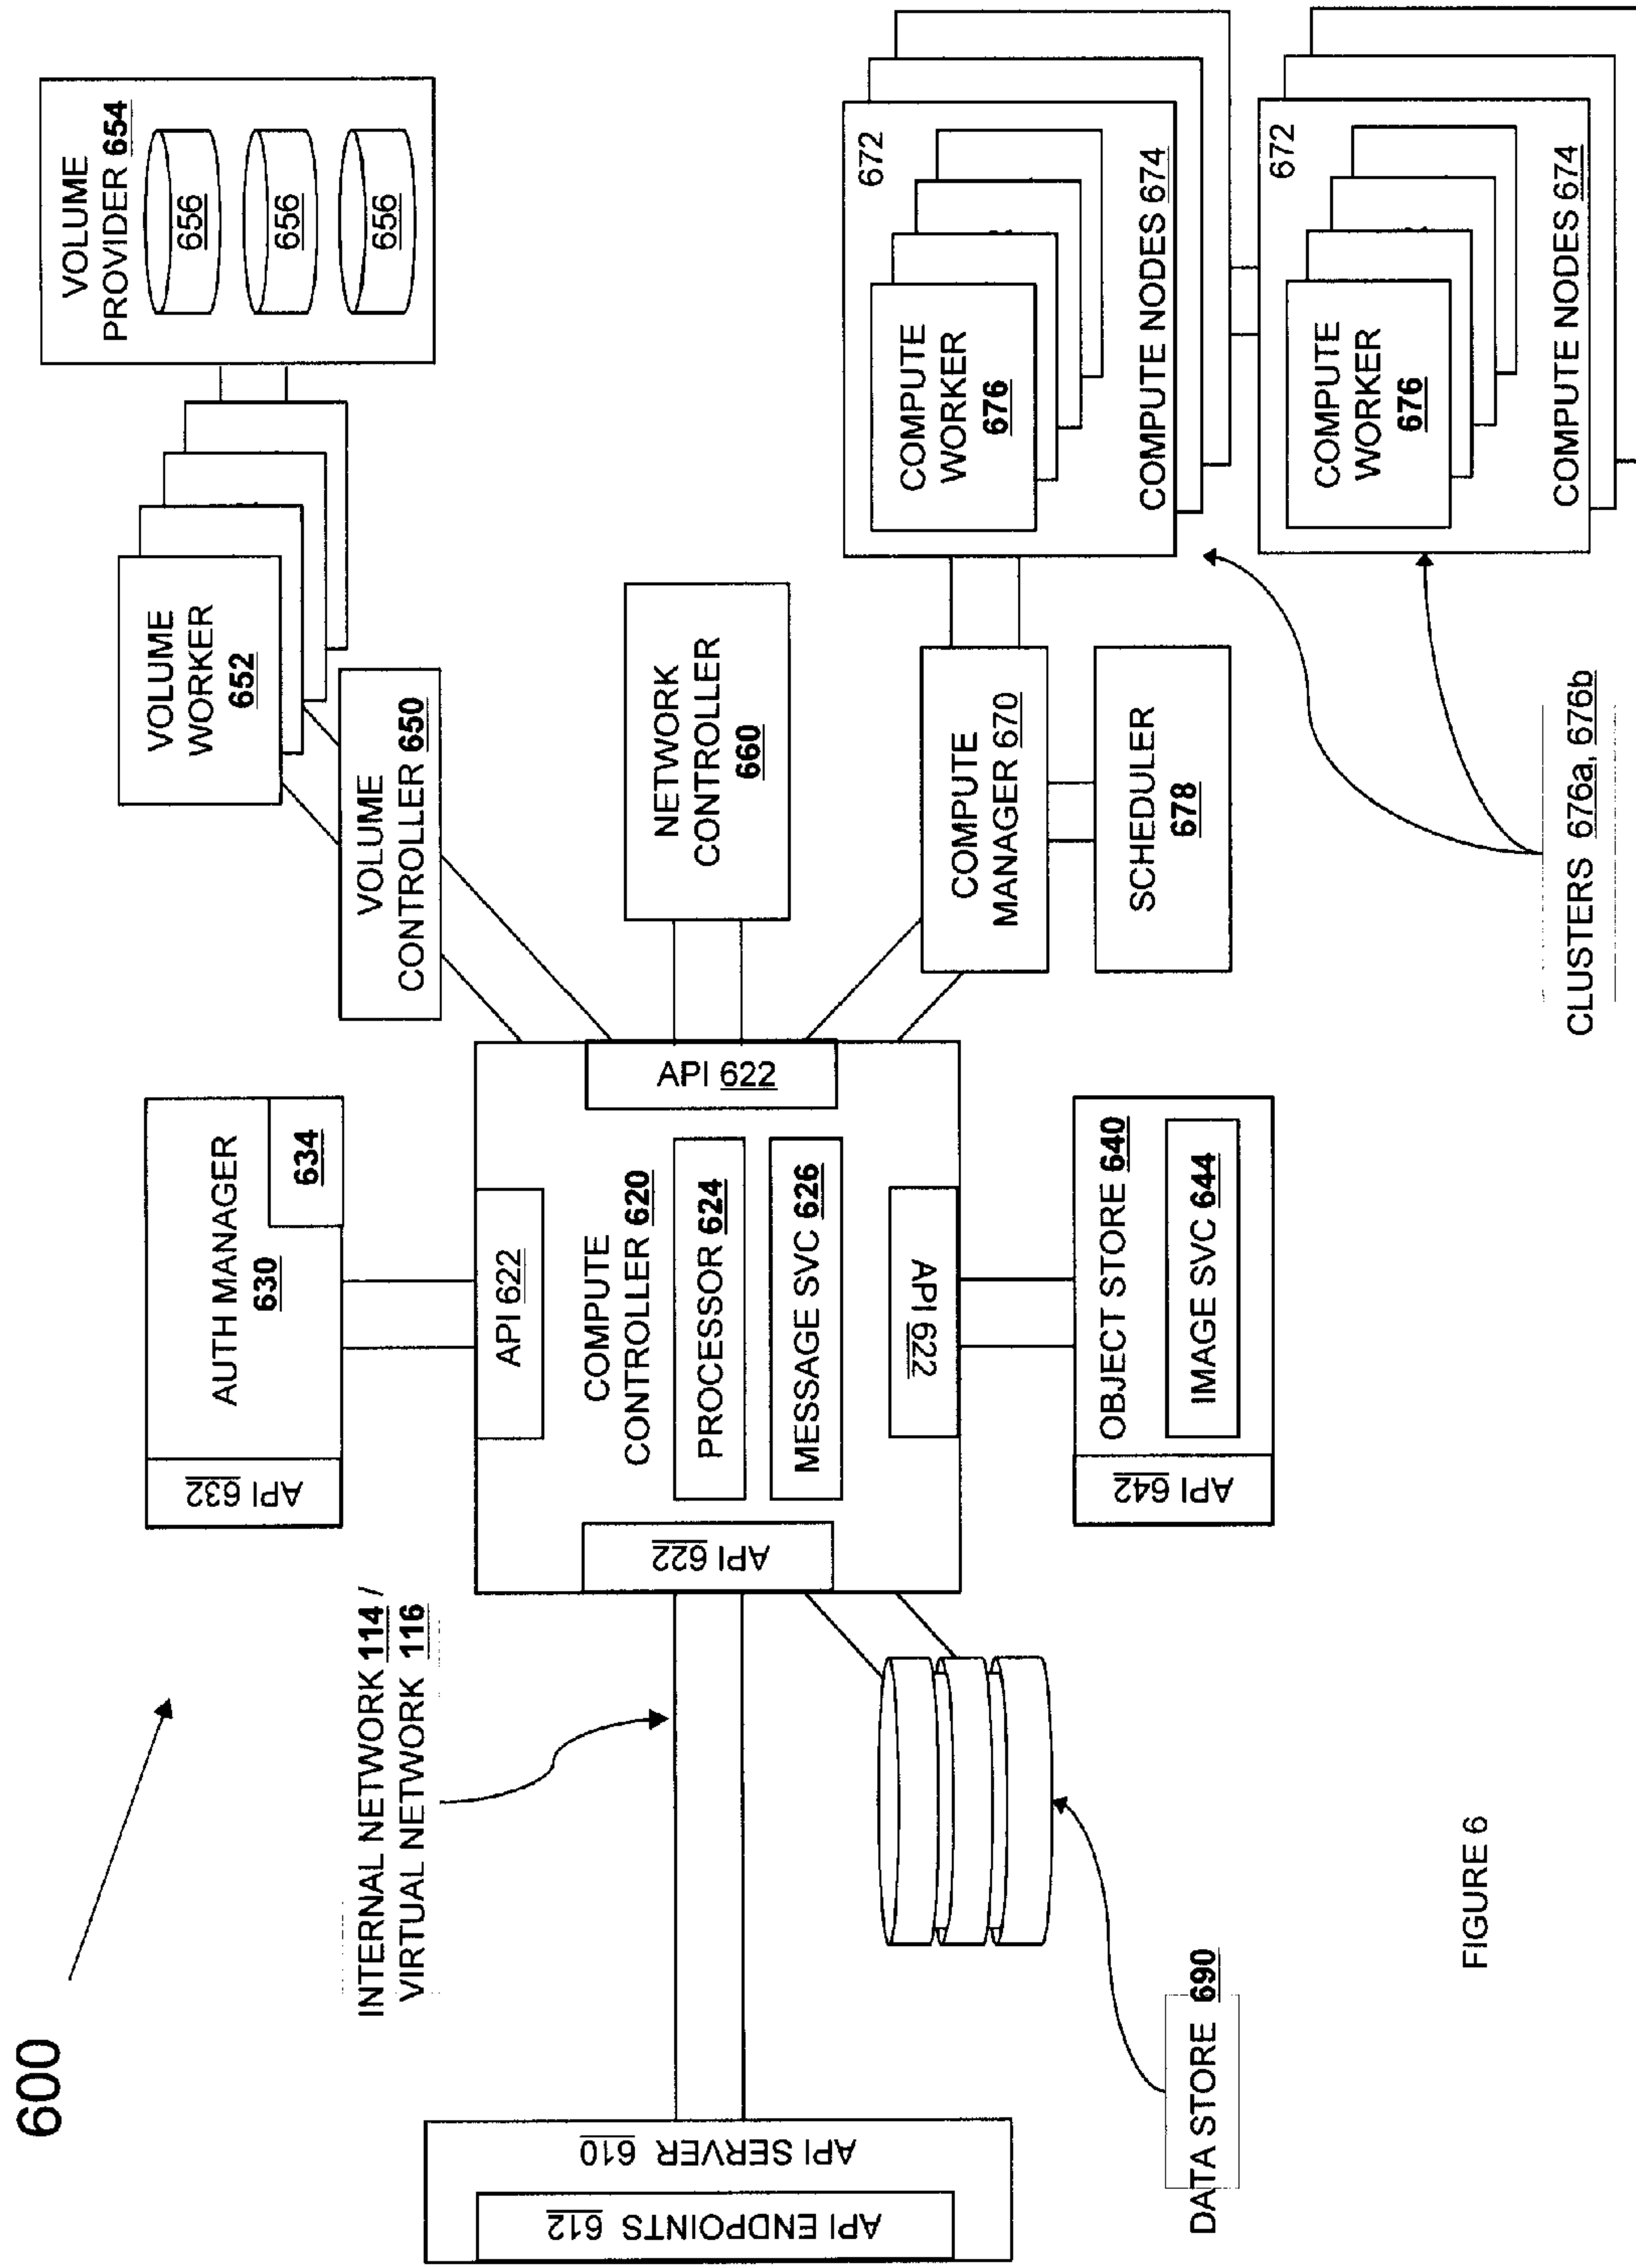 600
INTERNAL NETWORK 114 /
VIRTUAL NETWORK 116
API SERVER 610
API ENDPOINTS 612
DATA STORE 690
AUTH MANAGER
630
634
API 632
API 622
COMPUTE
CONTROLLER 620
PROCESSOR 624
MESSAGE SVC 626
API 622
API 622
API 622
OBJECT STORE 640
IMAGE SVC 644
API 642
VOLUME
CONTROLLER 650
VOLUME
WORKER
652
VOLUME
PROVIDER 654
656
656
656
NETWORK
CONTROLLER
660
COMPUTE
MANAGER 670
SCHEDULER
678
672
COMPUTE
WORKER
676
COMPUTE NODES 674
672
COMPUTE
WORKER
676
COMPUTE NODES 674
CLUSTERS 676a, 676b
FIGURE 6